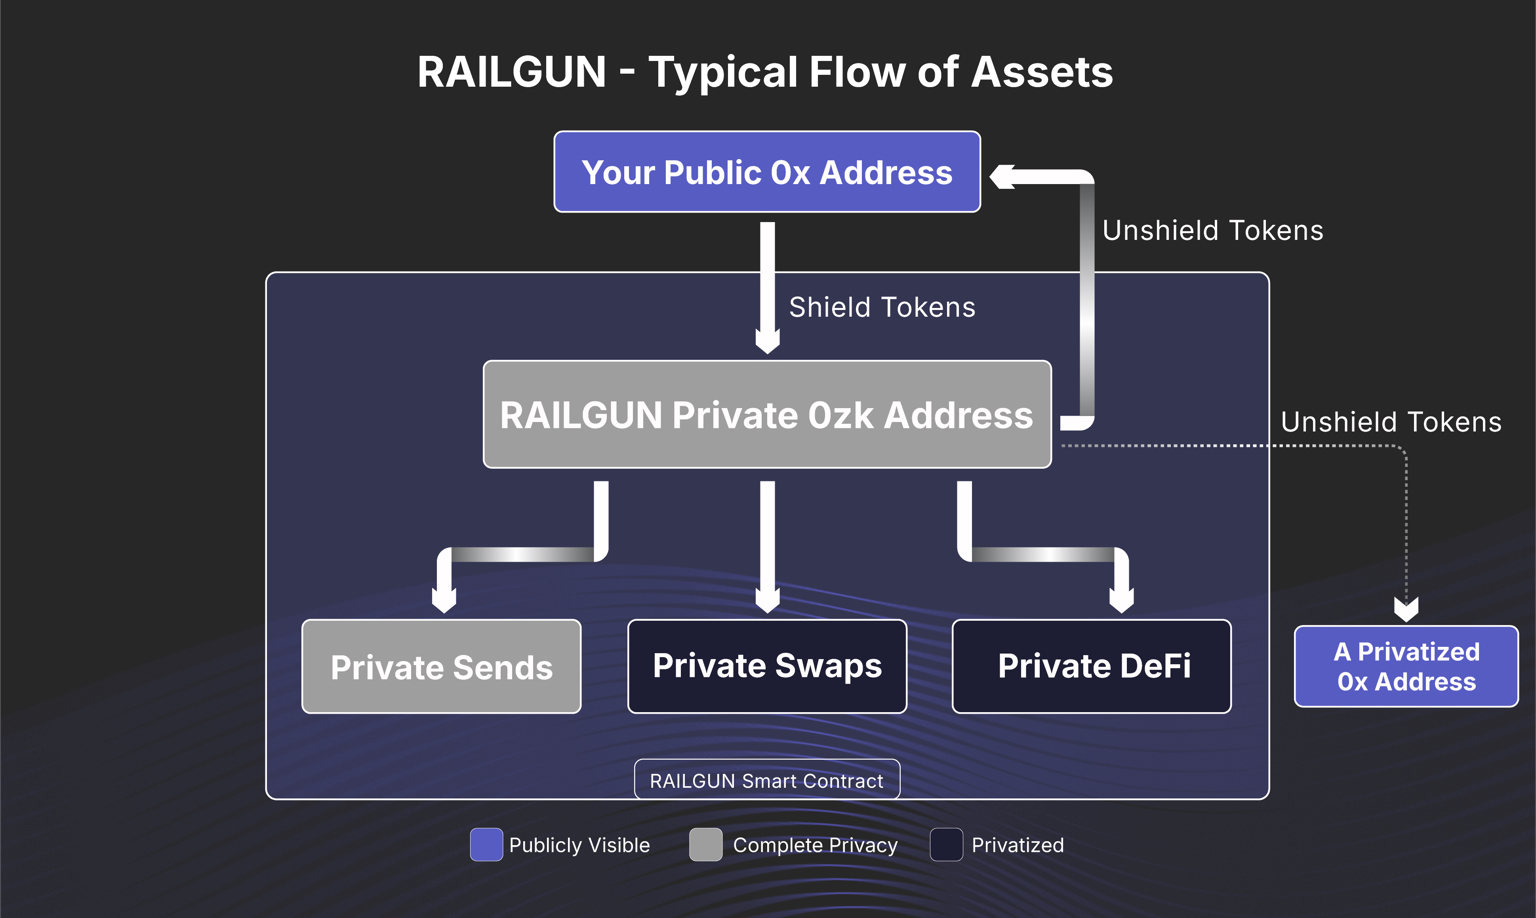 RAILGUN - Typical Flow of Assets
Your Public 0x Address
Unshield Tokens
Shield Tokens
RAILGUN Private 0zk Address
Unshield Tokens
Private Sends
Private Swaps
Private DeFi
A Privatized
0x Address
RAILGUN Smart Contract
Publicly Visible
Complete Privacy
Privatized